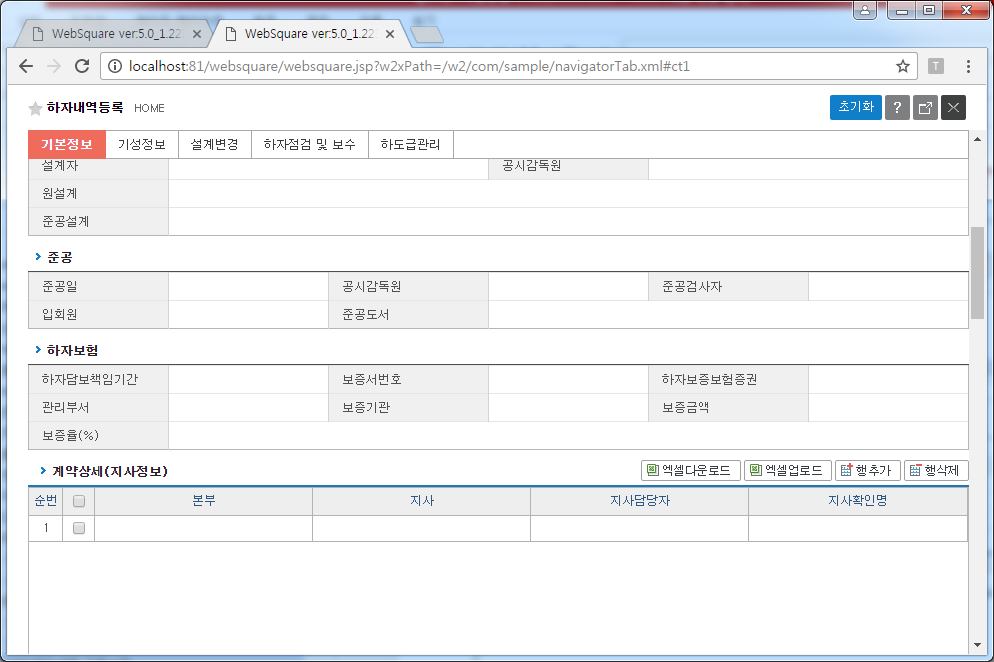 WebSquare ver:5.0_1.22 WebSquare ver:5.0_1.22
localhost:81/websquare/websquare.jsp?w2xPath=/w2/com/sample/navigatorTab.xml#ct1 T
하자내역등록 HOME 초기화 ?
기본정보 기성정보 설계변경 하자점검 및 보수 하도급관리
설계자 공시감독원
원설계
준공설계
준공
준공일 공시감독원 준공검사자
입회원 준공도서
하자보험
하자담보책임기간 보증서번호 하자보증보험증권
관리부서 보증기관 보증금액
보증율(%)
계약상세(지사정보) 엑셀다운로드 엑셀업로드 행추가 행삭제
순번 본부 지사 지사담당자 지사확인명
1